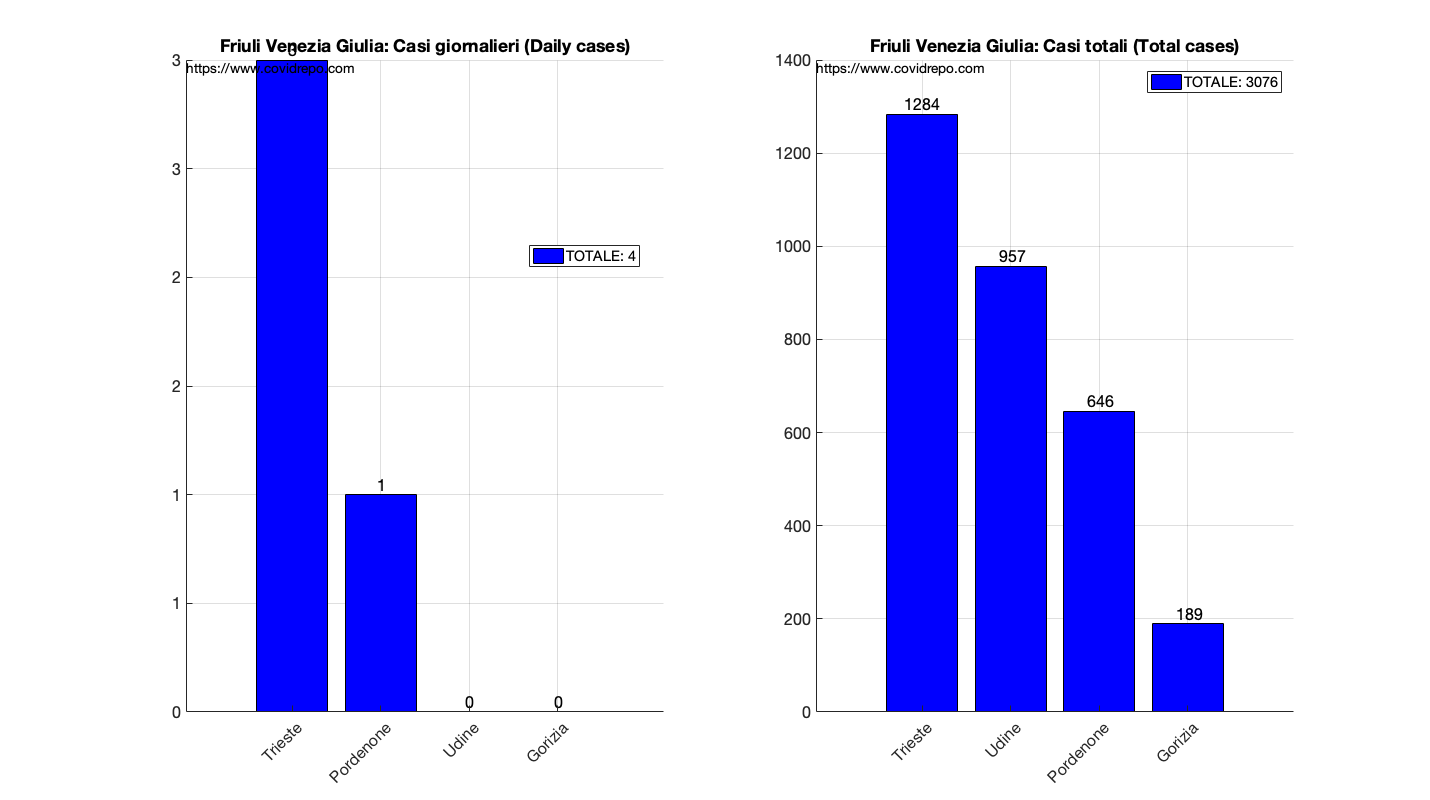 Friuli Venezia Giulia: Casi giornalieri (Daily cases)
3
https://www.covidrepo.com
3
3
TOTALE: 4
2
2
1
1
1
0
0
0
Trieste
Pordenone
Udine
Gorizia
Friuli Venezia Giulia: Casi totali (Total cases)
https://www.covidrepo.com
TOTALE: 3076
1400
1200
1000
800
600
400
200
0
1284
957
646
189
Trieste
Udine
Pordenone
Gorizia